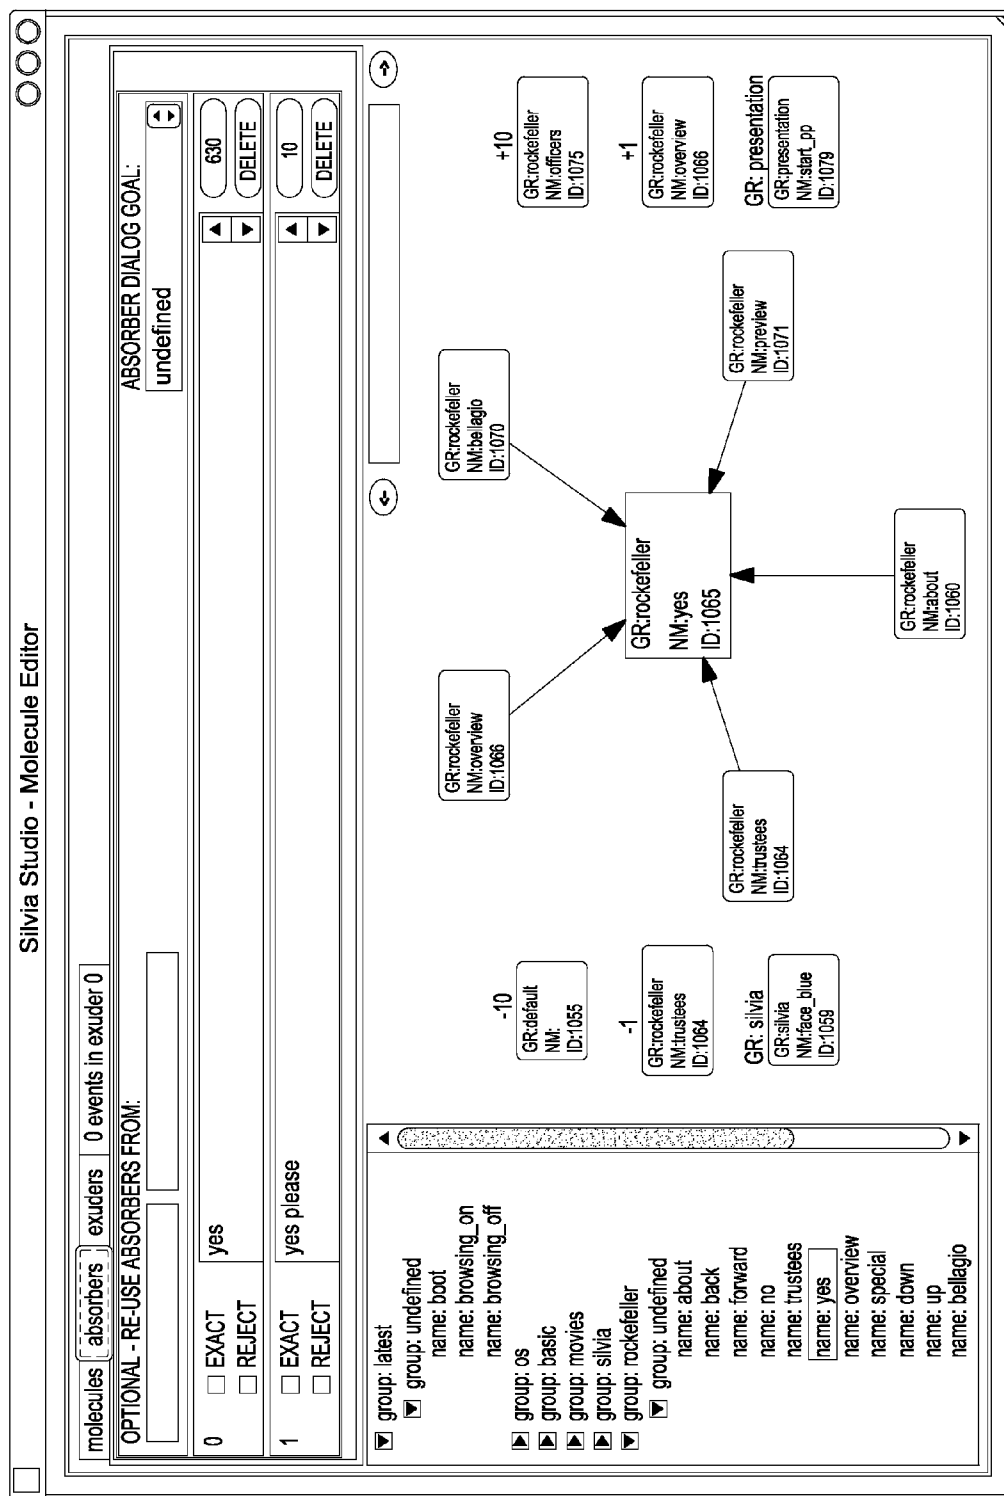 Silvia Studio - Molecule Editor
molecules absorbers exuders 0 events in exuder 0
OPTIONAL - RE-USE ABSORBERS FROM:
ABSORBER DIALOG GOAL:
undefined
0
EXACT
REJECT
yes
630
DELETE
1
EXACT
REJECT
yes please
10
DELETE
group: latest
group: undefined
name: boot
name: browsing_on
name: browsing_off
group: os
group: basic
group: movies
group: silvia
group: rockefeller
group: undefined
name: about
name: back
name: forward
name: no
name: trustees
name: yes
name: overview
name: special
name: down
name: up
name: bellagio
-10
GR:default
NM:
ID:1055
-1
GR:rockefeller
NM:trustees
ID:1064
GR: silvia
GR:silvia
NM:face_blue
ID:1059
GR:rockefeller
NM:overview
ID:1066
GR:rockefeller
NM:bellagio
ID:1070
GR:rockefeller
NM:yes
ID:1065
GR:rockefeller
NM:trustees
ID:1064
GR:rockefeller
NM:about
ID:1060
GR:rockefeller
NM:preview
ID:1071
+10
GR:rockefeller
NM:officers
ID:1075
+1
GR:rockefeller
NM:overview
ID:1066
GR: presentation
GR:presentation
NM:start_pp
ID:1079